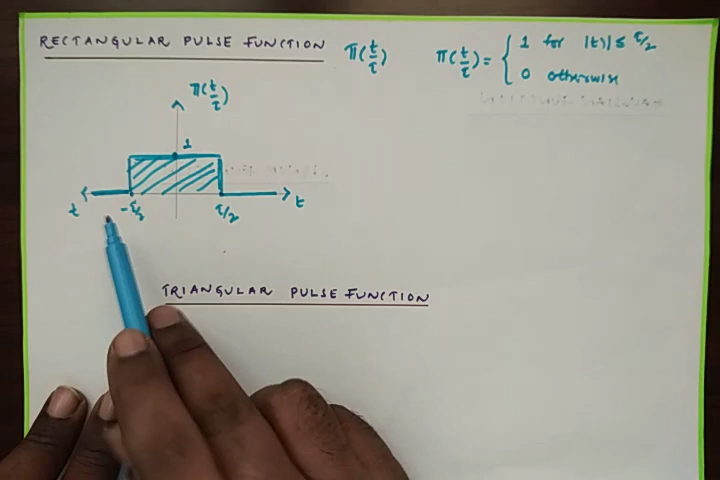 RECTANGULAR PULSE FUNCTION π(t/τ) π(t/τ) = { 1 for |t| ≤ τ/2
0 otherwise
π(t/τ)
1
t -τ/2 τ/2 t
TRIANGULAR PULSE FUNCTION